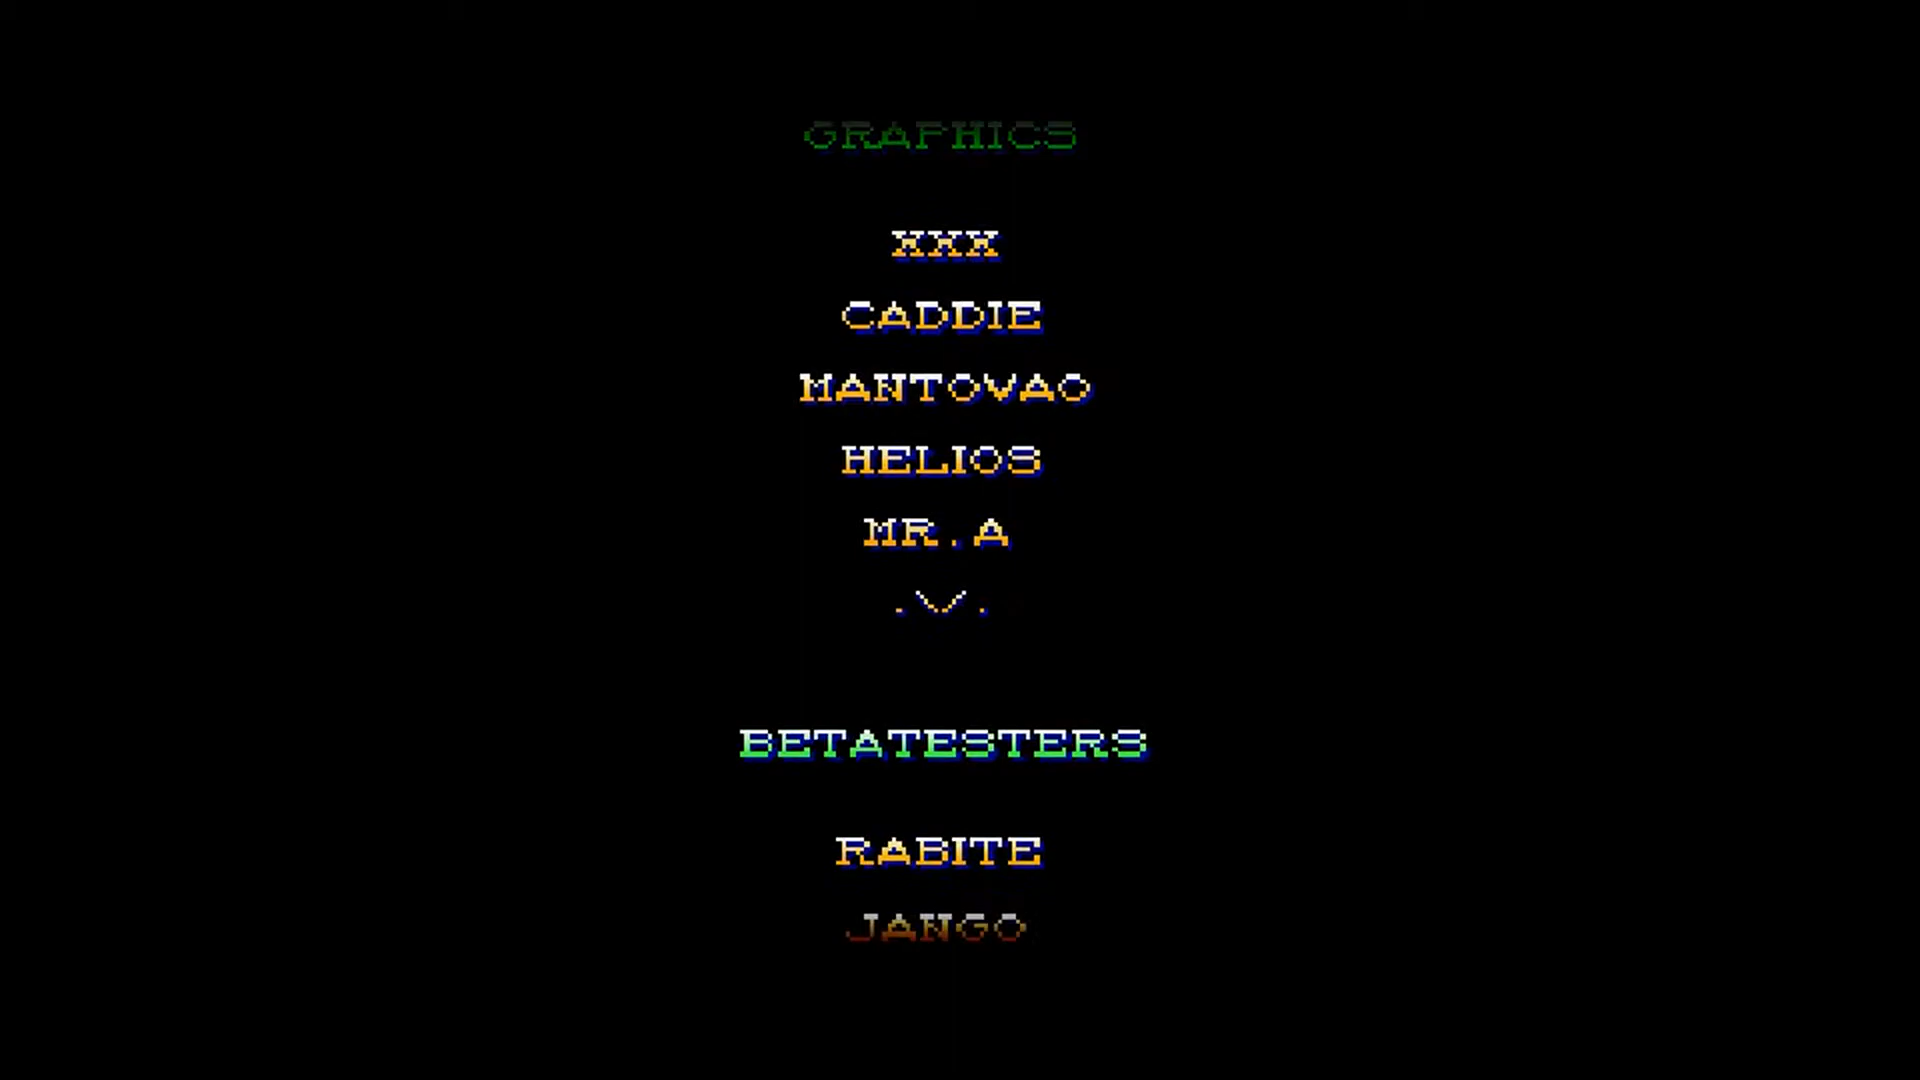 GRAPHICS
XXX
CADDIE
MANTOVAO
HELIOS
MR.A
.\/.
BETATESTERS
RABITE
JANGO